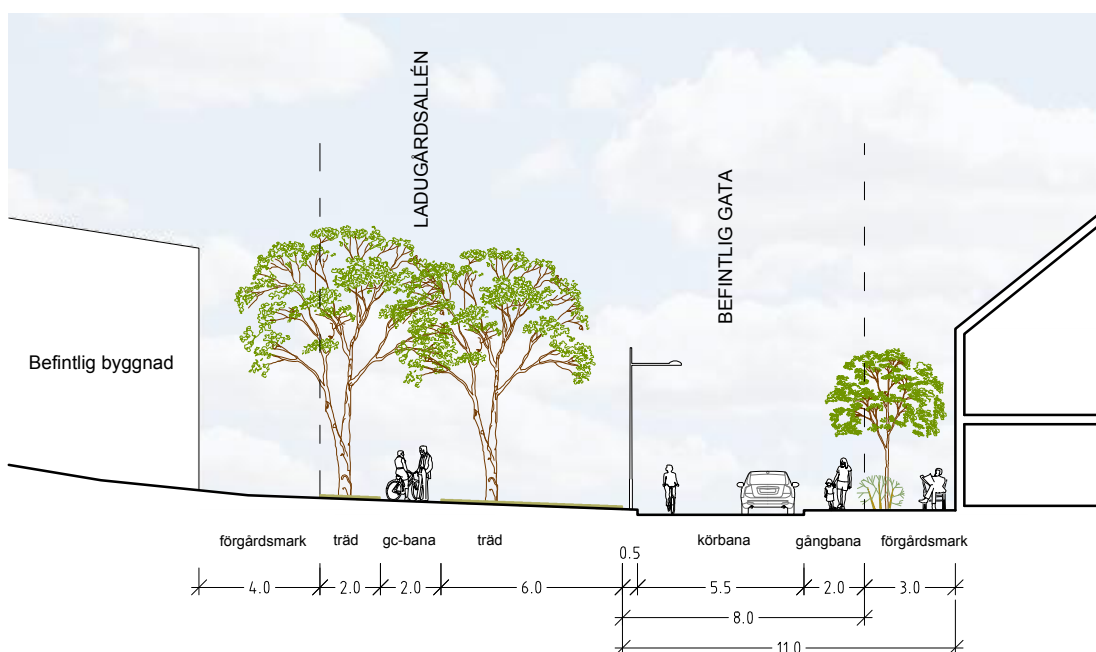 LADUGÅRDSALLÉN
BEFINTLIG GATA
Befintlig byggnad
förgårdsmark träd gc-bana träd körbana gångbana förgårdsmark
0.5
4.0 2.0 2.0 6.0 5.5 2.0 3.0
8.0
11.0